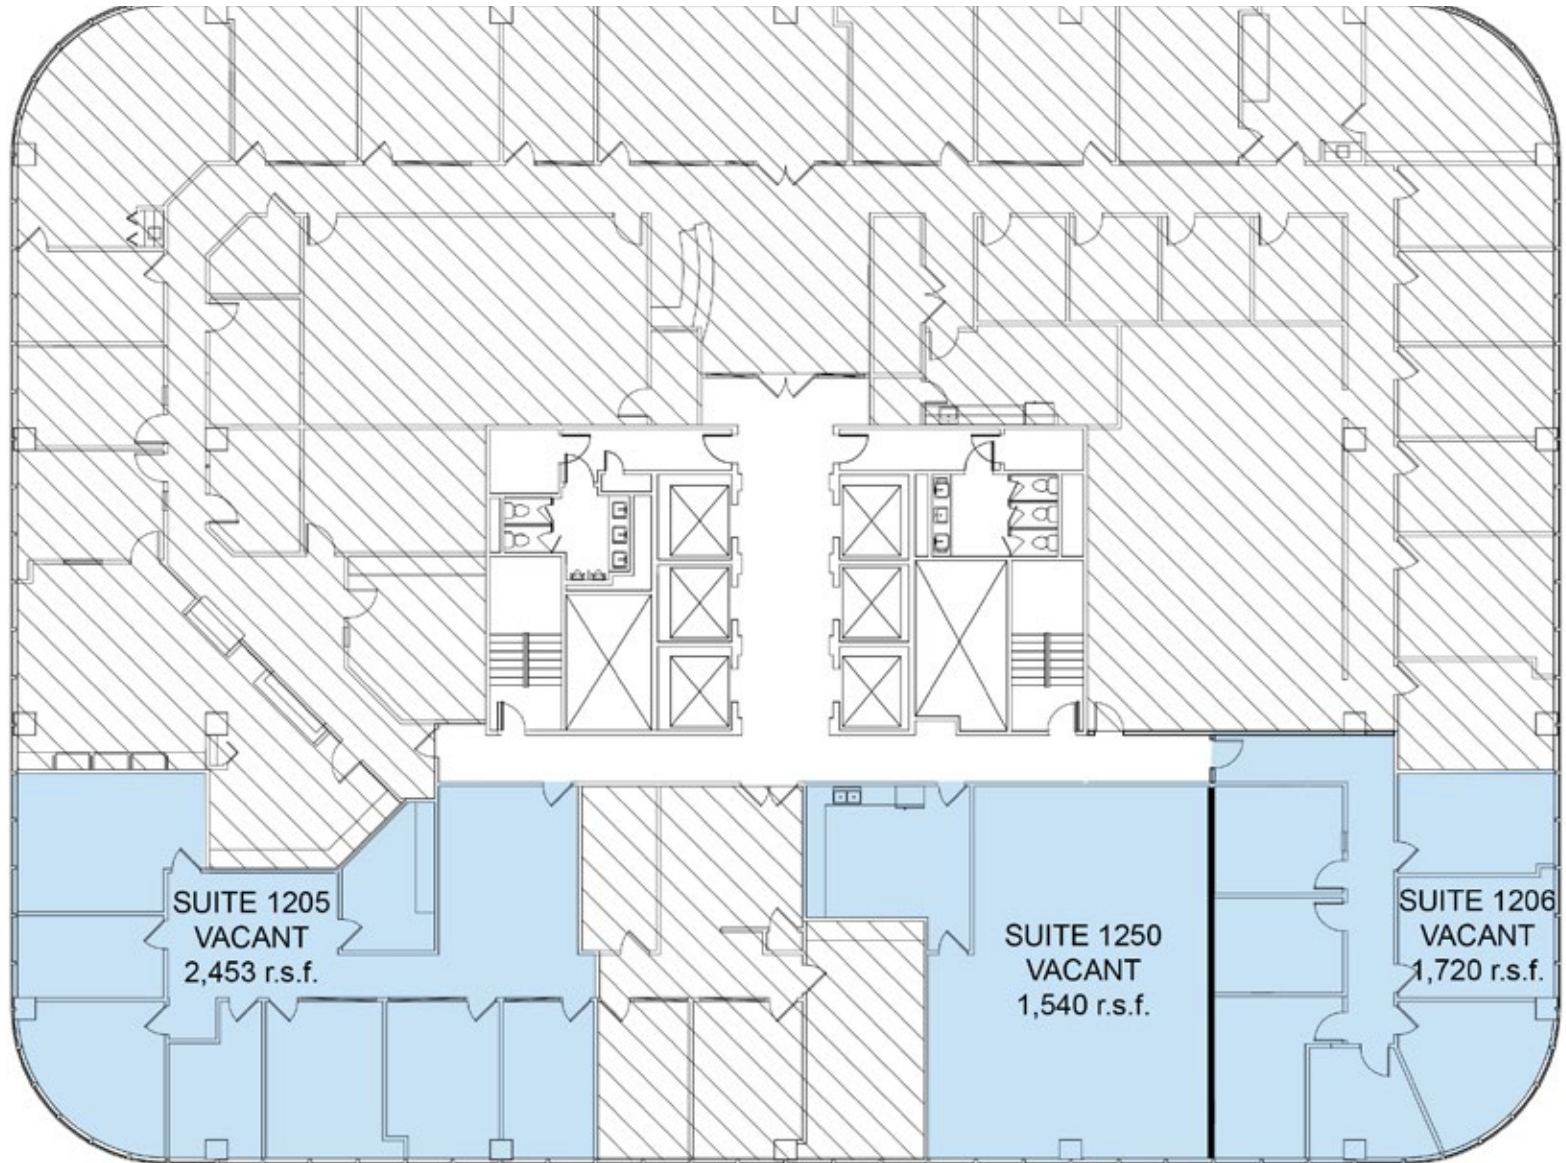 SUITE 1205
VACANT
2,453 r.s.f.
SUITE 1250
VACANT
1,540 r.s.f.
SUITE 1206
VACANT
1,720 r.s.f.